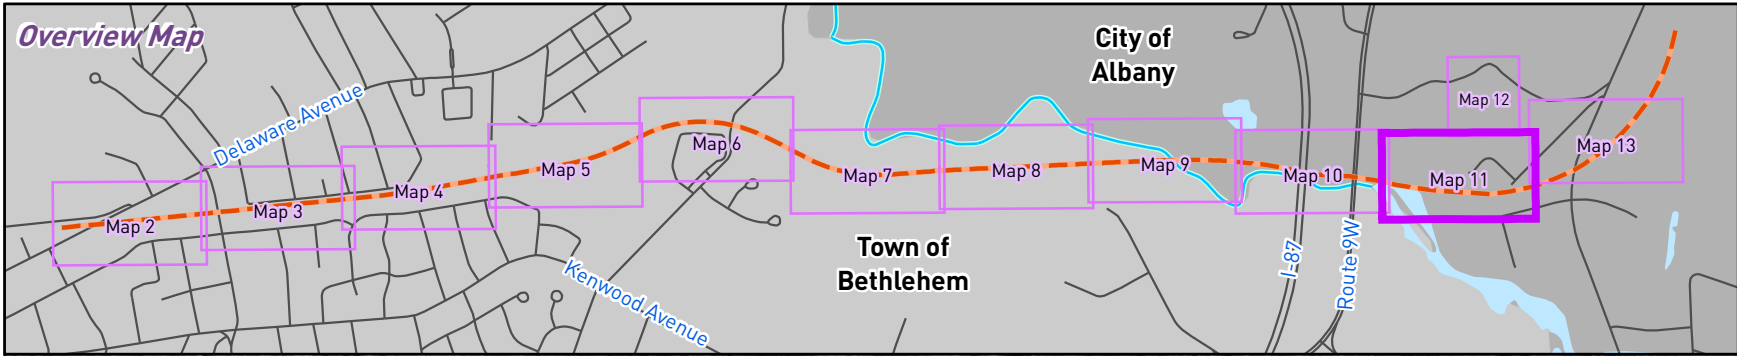 Overview Map
City of
Albany
Delaware Avenue
Map 2
Map 3
Map 4
Map 5
Map 6
Map 7
Map 8
Map 9
Map 10
Map 11
Map 12
Map 13
Town of
Bethlehem
Kenwood Avenue
I-87
Route 9W